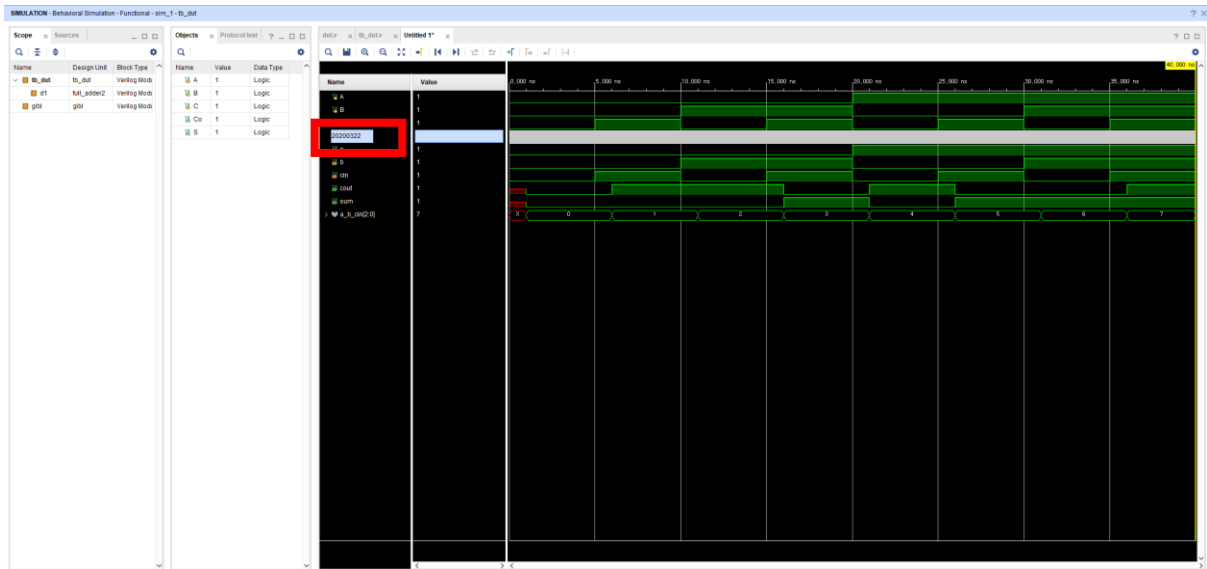 SIMULATION - Behavioral Simulation - Functional - sim_1 - tb_dut
Scope Sources
Name Design Unit Block Type
tb_dut tb_dut Verilog Modu
d1 full_adder2 Verilog Modu
glbl glbl Verilog Modu
Objects Protocol Inst
Name Value Data Type
A 1 Logic
B 1 Logic
C 1 Logic
Co 1 Logic
S 1 Logic
dut.v tb_dut.v Untitled 1*
40,000 ns
Name Value
0.000 ns 5.000 ns 10.000 ns 15.000 ns 20.000 ns 25.000 ns 30.000 ns 35.000 ns
A 1
B 1
1
20200322
1
b 1
cin 1
cout 1
sum 1
a_b_cin[2:0] 7 X 0 1 2 3 4 5 6 7